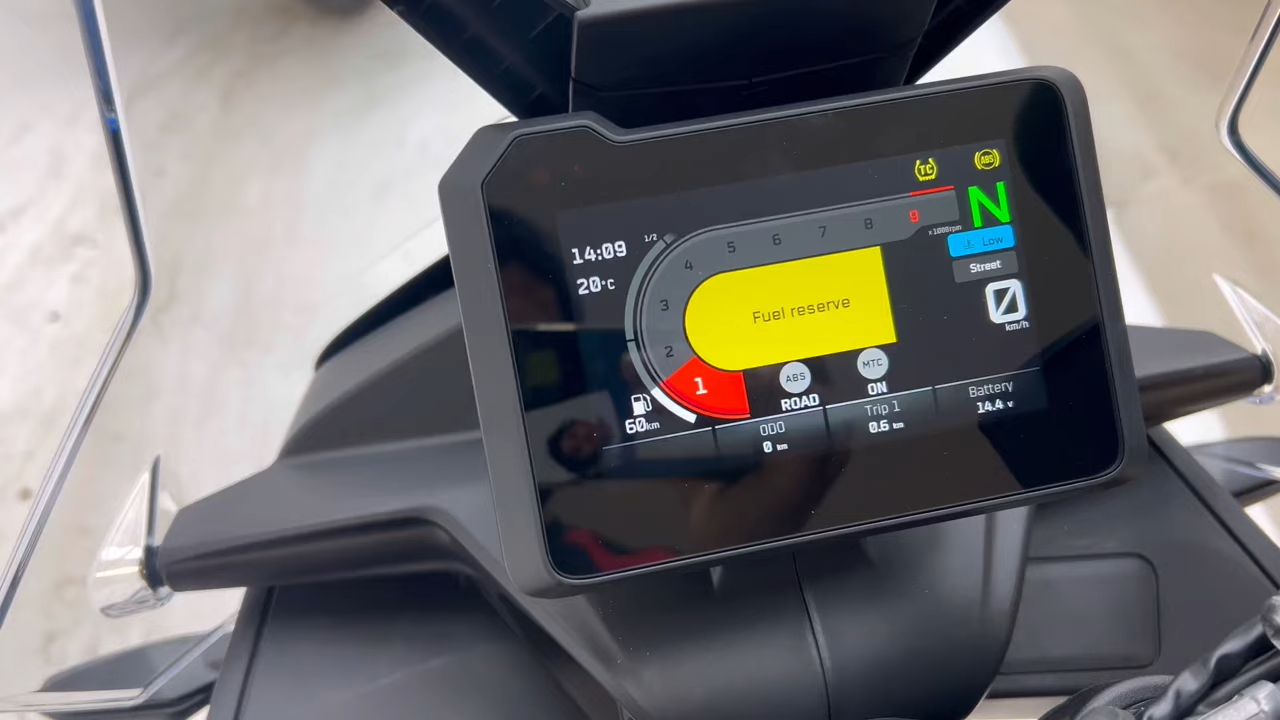 TC
ABS
N
14:09
1/2
20°C
1
2
3
4
5
6
7
8
9
x1000rpm
Low
Street
Fuel reserve
0
km/h
ABS
ROAD
MTC
ON
60km
ODO
0 km
Trip 1
0.6 km
Battery
14.4 v